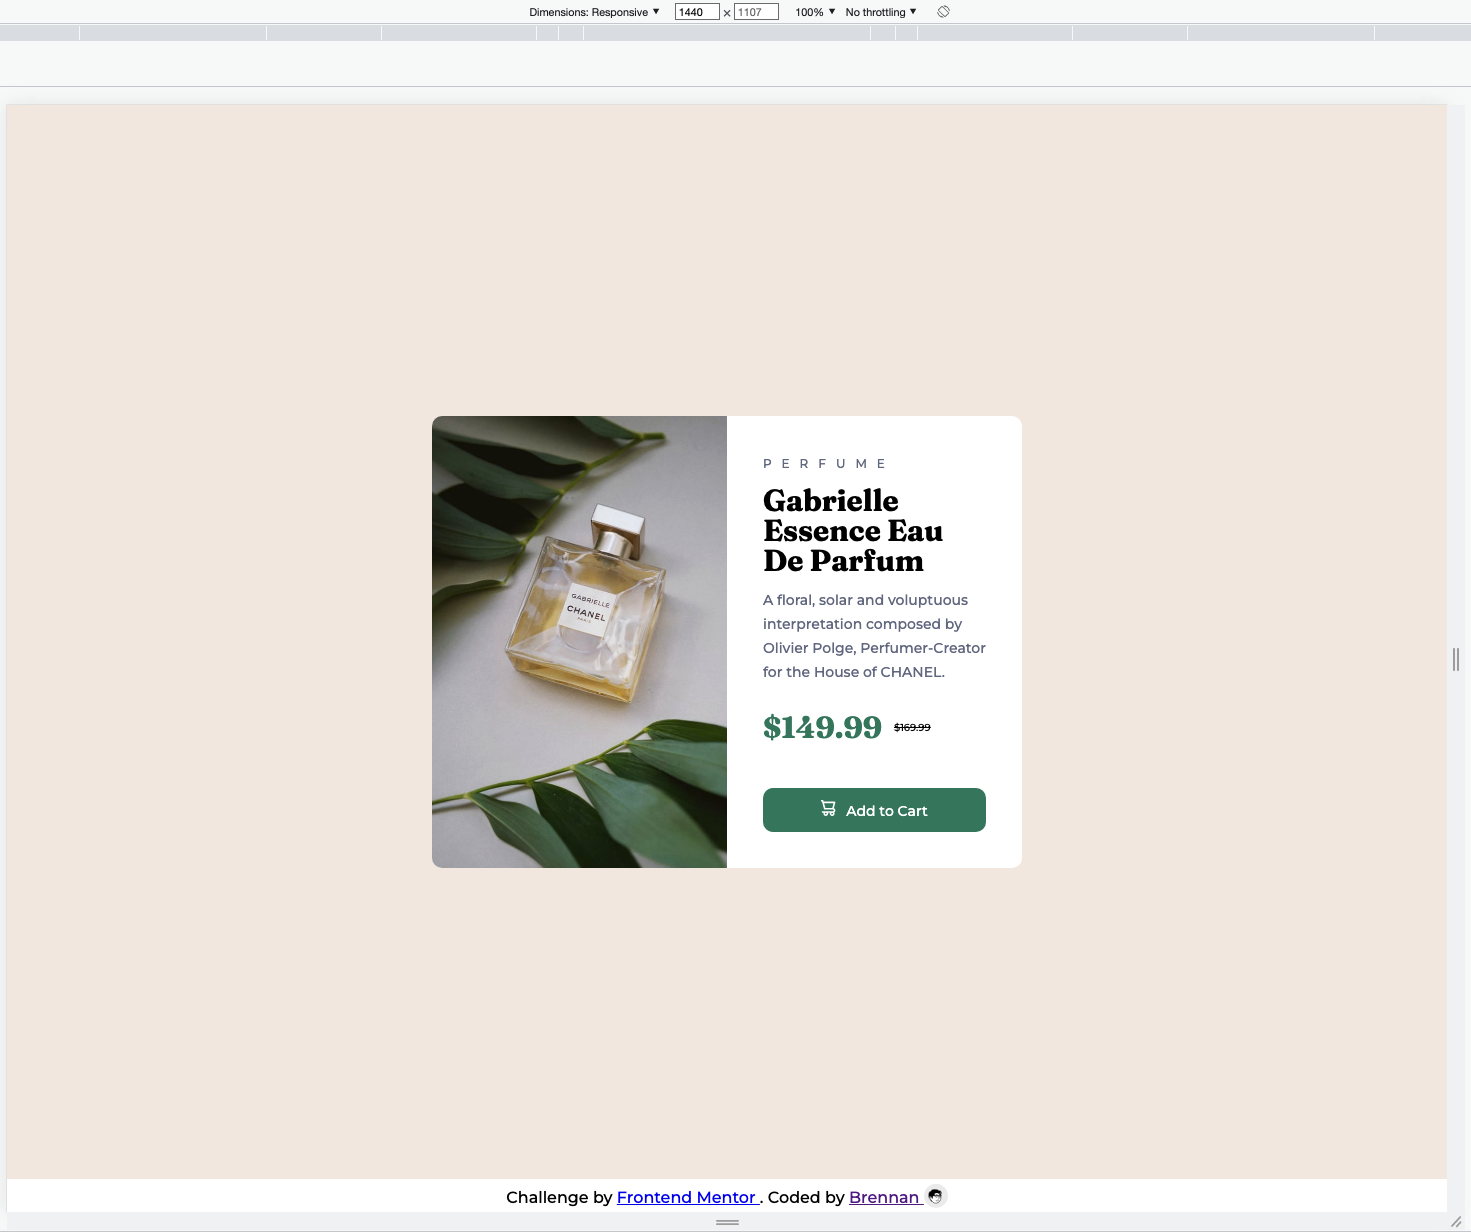 Dimensions: Responsive ▼ 1440 × 1107 100% ▼ No throttling ▼
GABRIELLE
CHANEL
PARIS
P E R F U M E
Gabrielle
Essence Eau
De Parfum
A floral, solar and voluptuous
interpretation composed by
Olivier Polge, Perfumer-Creator
for the House of CHANEL.
$149.99 $169.99
Add to Cart
Challenge by Frontend Mentor . Coded by Brennan